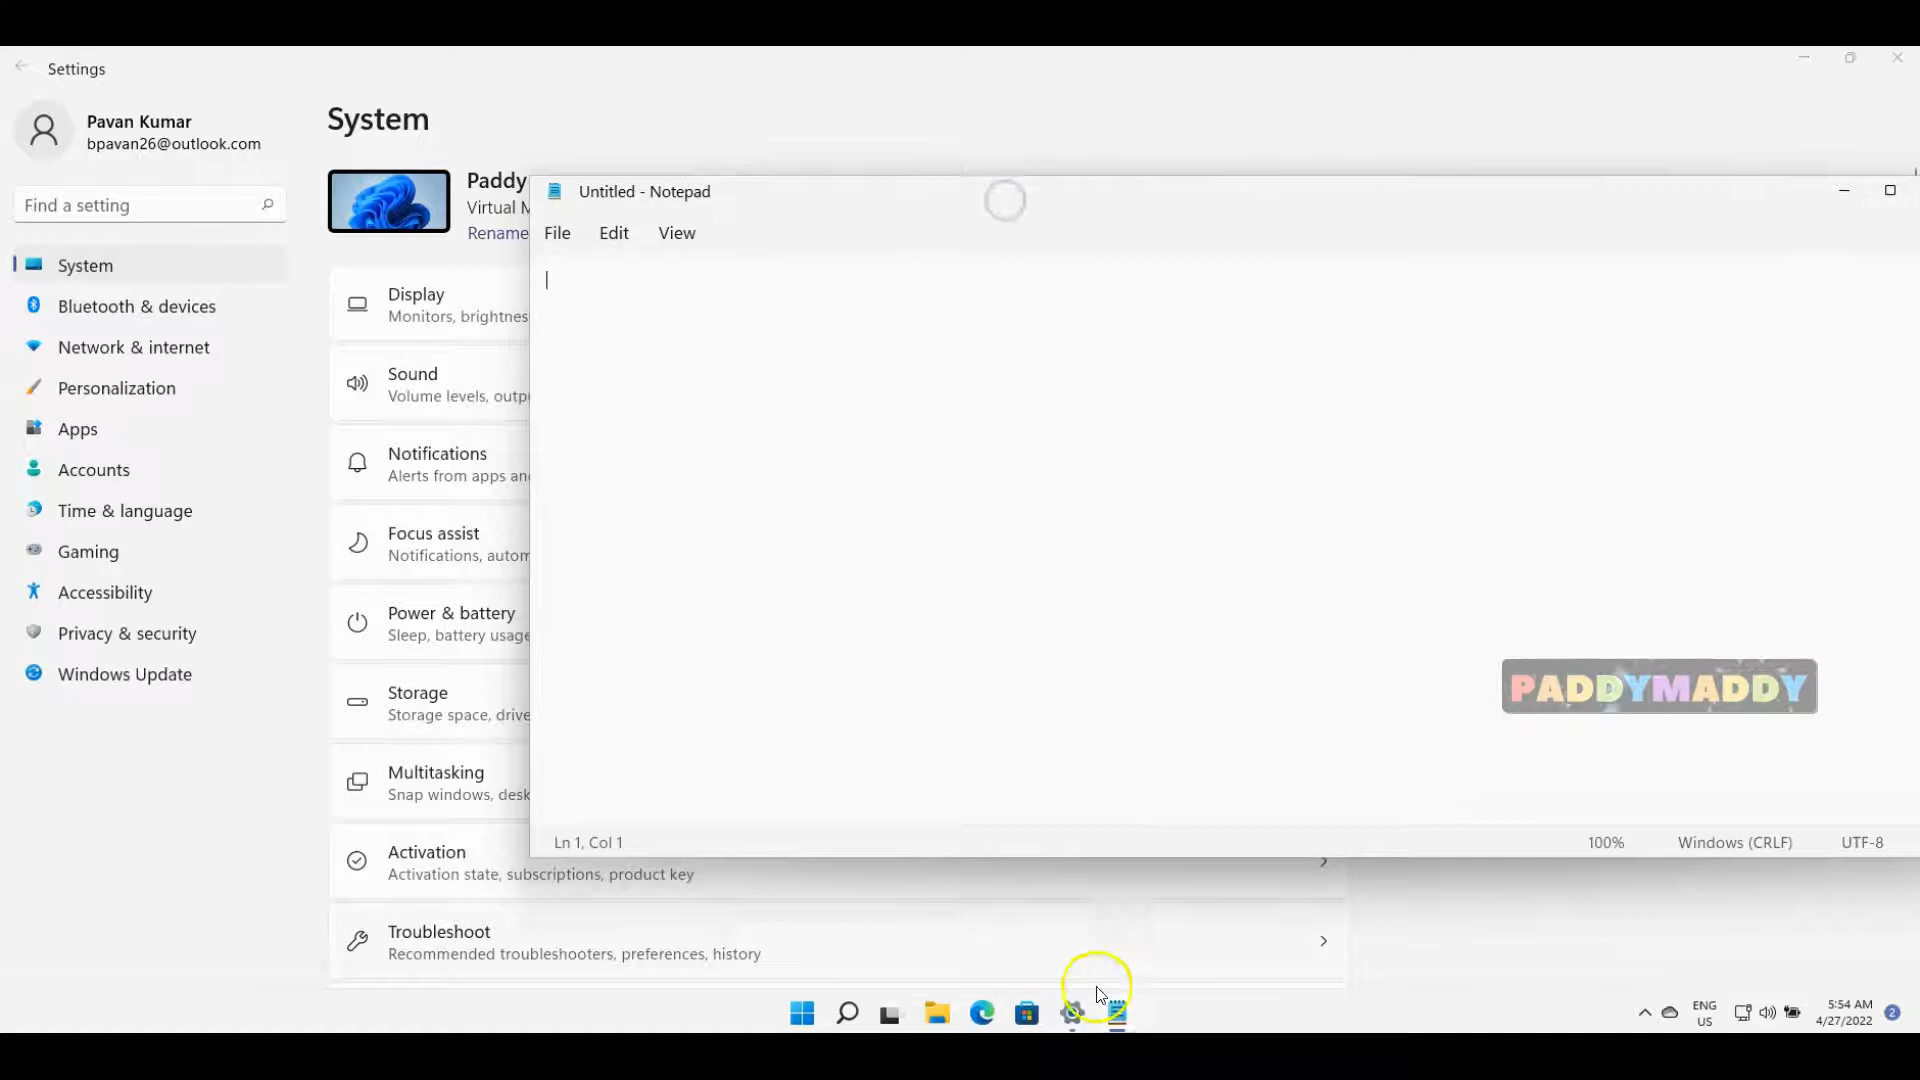 Settings
Pavan Kumar
bpavan26@outlook.com
Find a setting
System
Bluetooth & devices
Network & internet
Personalization
Apps
Accounts
Time & language
Gaming
Accessibility
Privacy & security
Windows Update
System
Paddy
Virtual M
Rename
Display
Monitors, brightnes
Sound
Volume levels, outp
Notifications
Alerts from apps an
Focus assist
Notifications, autom
Power & battery
Sleep, battery usage
Storage
Storage space, drive
Multitasking
Snap windows, desk
Activation
Activation state, subscriptions, product key
Troubleshoot
Recommended troubleshooters, preferences, history
Untitled - Notepad
File Edit View
PADDYMADDY
Ln 1, Col 1 100% Windows (CRLF) UTF-8
ENG
US
5:54 AM
4/27/2022
2